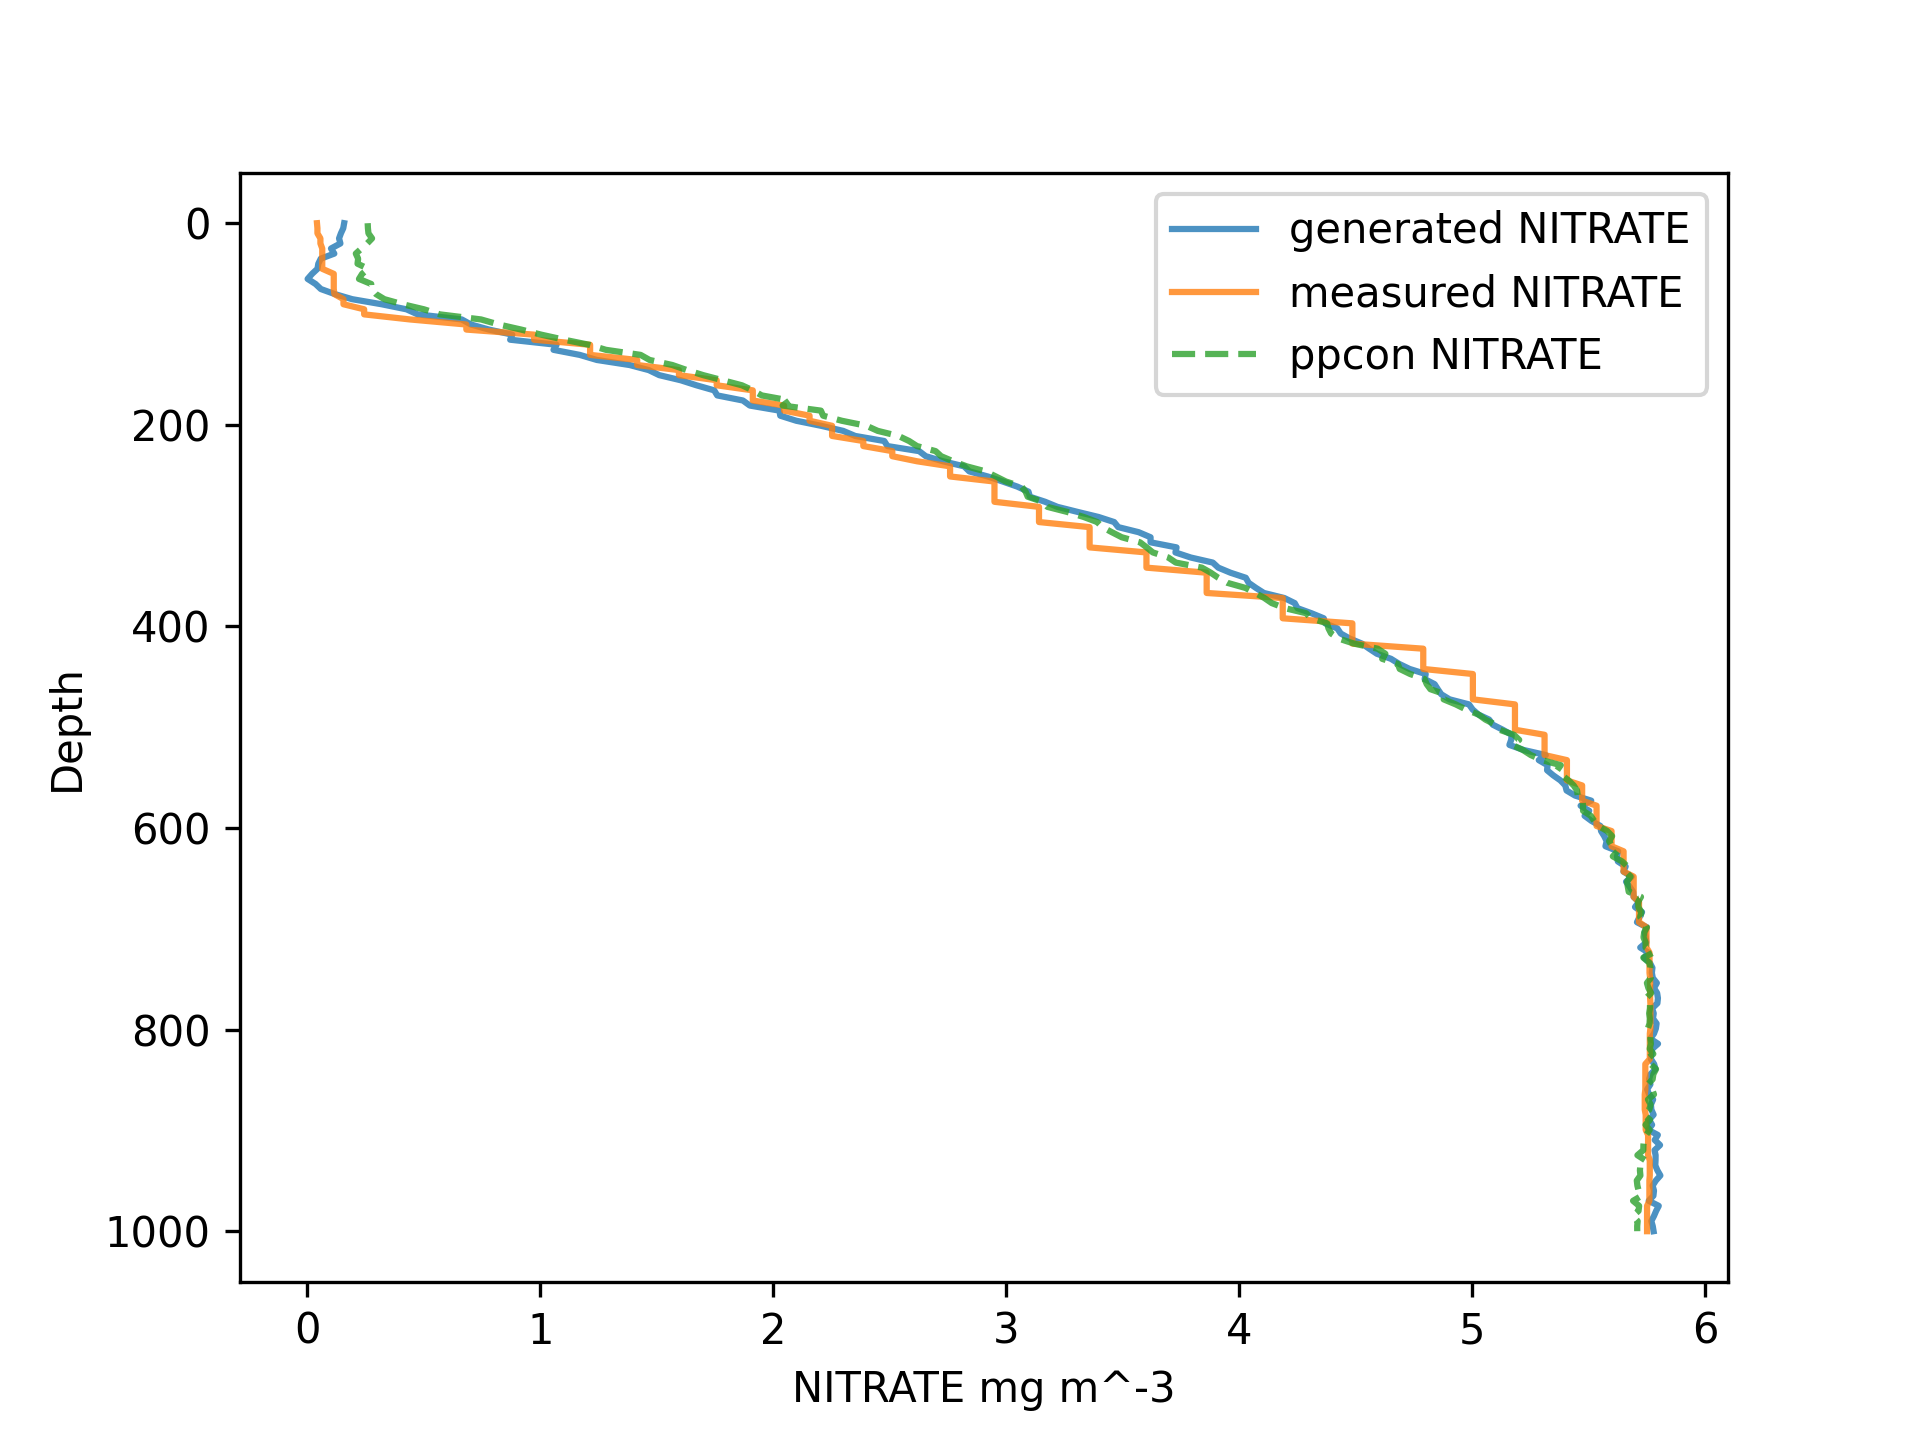 generated NITRATE
measured NITRATE
ppcon NITRATE
0
200
400
600
800
1000
Depth
0 1 2 3 4 5 6
NITRATE mg m^-3